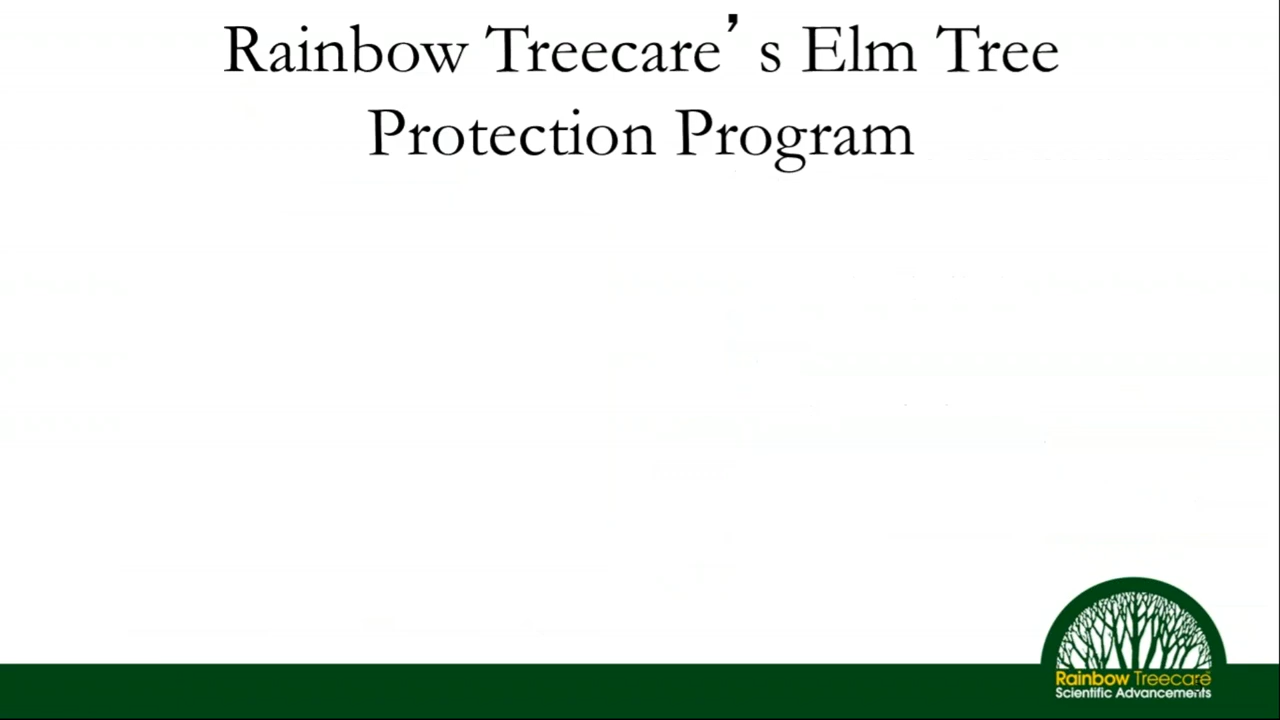 Rainbow Treecare’s Elm Tree
Protection Program
Rainbow Treecare
Scientific Advancements